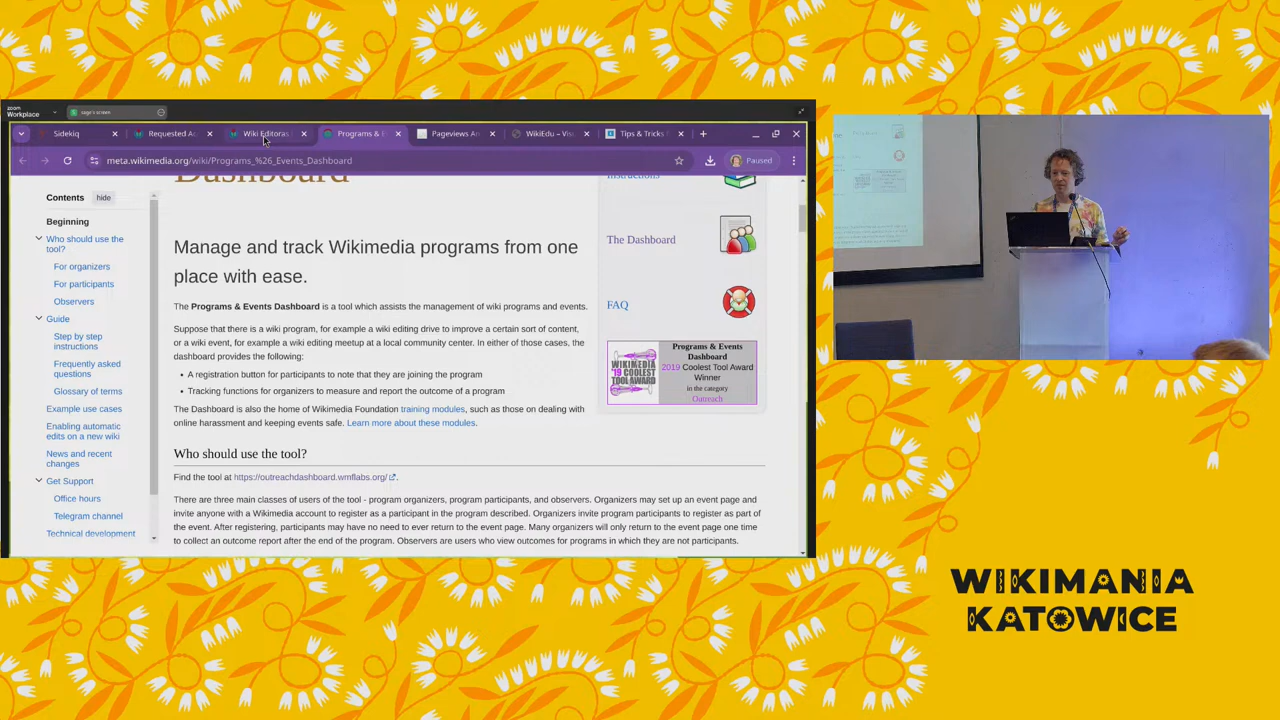 zoom
Workplace
sage's screen
Sidekiq
Requested Ac
Wiki Editoras
Programs & E
Pageviews An
WikiEdu – Visu
Tips & Tricks f
meta.wikimedia.org/wiki/Programs_%26_Events_Dashboard
Paused
Contents
hide
Beginning
Who should use the
tool?
For organizers
For participants
Observers
Guide
Step by step
instructions
Frequently asked
questions
Glossary of terms
Example use cases
Enabling automatic
edits on a new wiki
News and recent
changes
Get Support
Office hours
Telegram channel
Technical development
Dashboard
Manage and track Wikimedia programs from one
place with ease.
The Programs & Events Dashboard is a tool which assists the management of wiki programs and events.
Suppose that there is a wiki program, for example a wiki editing drive to improve a certain sort of content,
or a wiki event, for example a wiki editing meetup at a local community center. In either of those cases, the
dashboard provides the following:
• A registration button for participants to note that they are joining the program
• Tracking functions for organizers to measure and report the outcome of a program
The Dashboard is also the home of Wikimedia Foundation training modules, such as those on dealing with
online harassment and keeping events safe. Learn more about these modules.
Who should use the tool?
Find the tool at https://outreachdashboard.wmflabs.org/.
There are three main classes of users of the tool - program organizers, program participants, and observers. Organizers may set up an event page and
invite anyone with a Wikimedia account to register as a participant in the program described. Organizers invite program participants to register as part of
the event. After registering, participants may have no need to ever return to the event page. Many organizers will only return to the event page one time
to collect an outcome report after the end of the program. Observers are users who view outcomes for programs in which they are not participants.
Instructions
The Dashboard
FAQ
WIKIMEDIA
'19 COOLEST
TOOL AWARD
Programs & Events
Dashboard
2019 Coolest Tool Award
Winner
in the category
Outreach
WIKIMANIA
KATOWICE